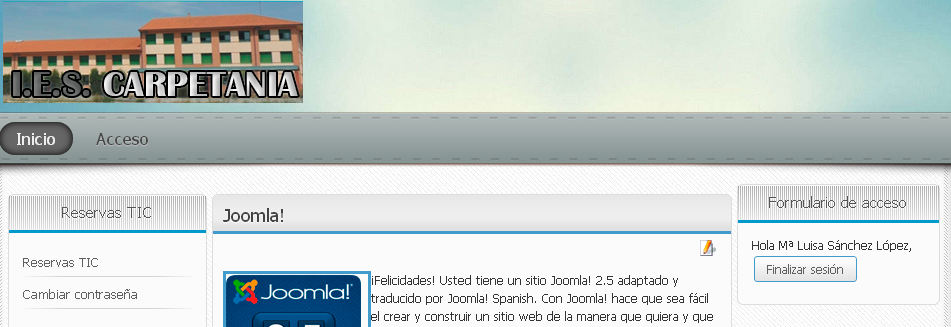 I.E.S. CARPETANIA
Inicio
Acceso
Reservas TIC
Reservas TIC
Cambiar contraseña
Joomla!
Joomla!
¡Felicidades! Usted tiene un sitio Joomla! 2.5 adaptado y
traducido por Joomla! Spanish. Con Joomla! hace que sea fácil
el crear y construir un sitio web de la manera que quiera y que
Formulario de acceso
Hola Mª Luisa Sánchez López,
Finalizar sesión